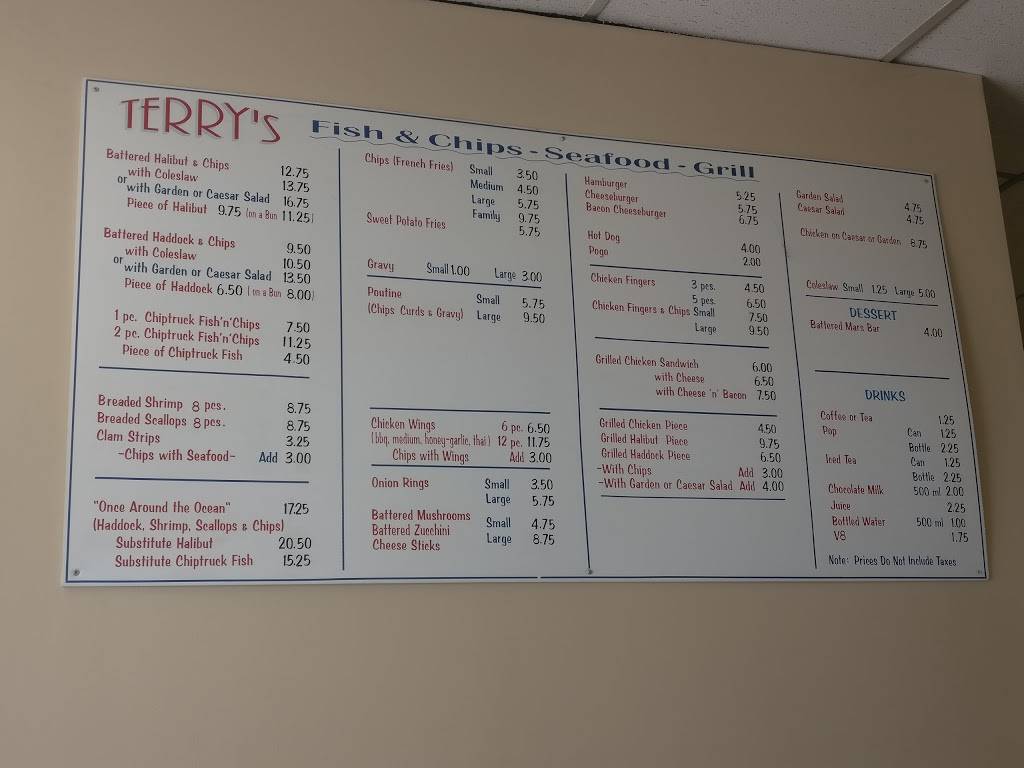 TERRY'S
Fish & Chips - Seafood - Grill
Battered Halibut & Chips 12.75
with Coleslaw 13.75
or with Garden or Caesar Salad 16.75
Piece of Halibut 9.75 (on a Bun 11.25)
Battered Haddock & Chips 9.50
with Coleslaw 10.50
or with Garden or Caesar Salad 13.50
Piece of Haddock 6.50 (on a Bun 8.00)
1 pc. Chiptruck Fish'n'Chips 7.50
2 pc. Chiptruck Fish'n'Chips 11.25
Piece of Chiptruck Fish 4.50
Breaded Shrimp 8 pcs. 8.75
Breaded Scallops 8 pcs. 8.75
Clam Strips 3.25
-Chips with Seafood- Add 3.00
"Once Around the Ocean" 17.25
(Haddock, Shrimp, Scallops & Chips)
Substitute Halibut 20.50
Substitute Chiptruck Fish 15.25
Chips (French Fries) Small 3.50
Medium 4.50
Large 5.75
Family 9.75
Sweet Potato Fries 5.75
Gravy Small 1.00 Large 3.00
Poutine Small 5.75
(Chips Curds & Gravy) Large 9.50
Chicken Wings 6 pc. 6.50
(bbq, medium, honey-garlic, thai) 12 pc. 11.75
Chips with Wings Add 3.00
Onion Rings Small 3.50
Large 5.75
Battered Mushrooms
Battered Zucchini Small 4.75
Cheese Sticks Large 8.75
Hamburger 5.25
Cheeseburger 5.75
Bacon Cheeseburger 6.75
Hot Dog 4.00
Pogo 2.00
Chicken Fingers 3 pcs. 4.50
5 pcs. 6.50
Chicken Fingers & Chips Small 7.50
Large 9.50
Grilled Chicken Sandwich 6.00
with Cheese 6.50
with Cheese 'n' Bacon 7.50
Grilled Chicken Piece 4.50
Grilled Halibut Piece 9.75
Grilled Haddock Piece 6.50
-With Chips Add 3.00
-With Garden or Caesar Salad Add 4.00
Garden Salad 4.75
Caesar Salad 4.75
Chicken on Caesar or Garden 8.75
Coleslaw Small 1.25 Large 5.00
DESSERT
Battered Mars Bar 4.00
DRINKS
Coffee or Tea 1.25
Pop Can 1.25
Bottle 2.25
Iced Tea Can 1.25
Bottle 2.25
Chocolate Milk 500 ml 2.00
Juice 2.25
Bottled Water 500 ml 1.00
V8 1.75
Note: Prices Do Not Include Taxes